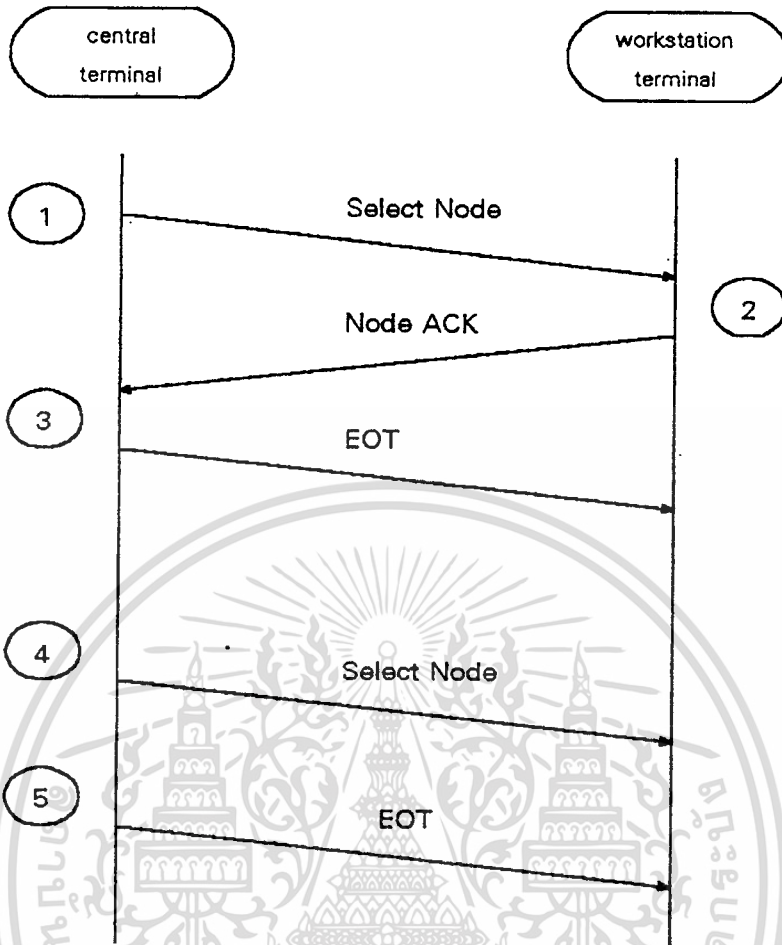 central
terminal
workstation
terminal
1
Select Node
2
Node ACK
3
EOT
4
Select Node
5
EOT